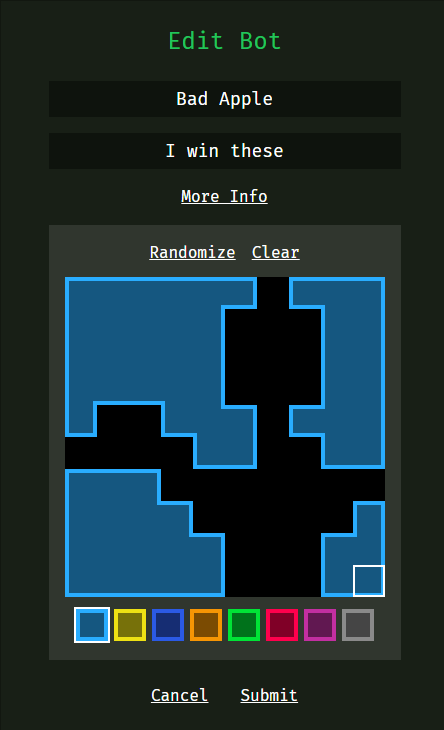 Edit Bot
Bad Apple
I win these
More Info
Randomize Clear
Cancel Submit